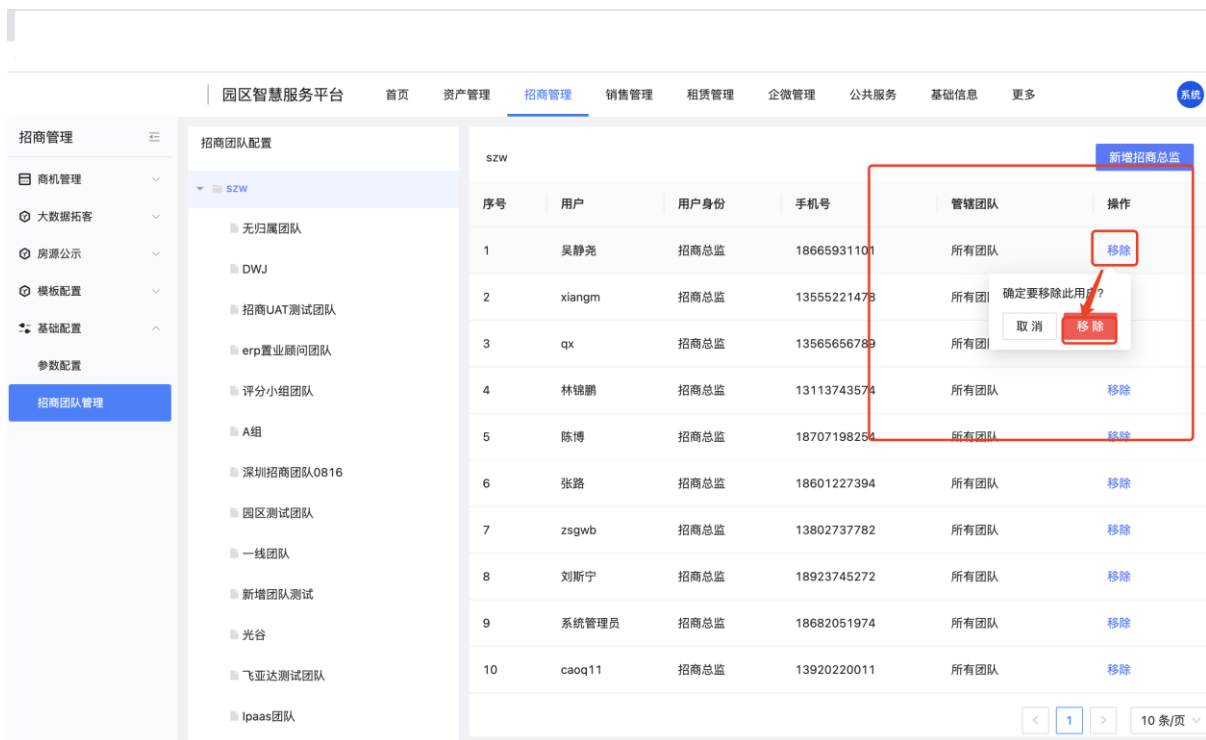 园区智慧服务平台 首页 资产管理 招商管理 销售管理 租赁管理 企微管理 公共服务 基础信息 更多 系统
招商管理
商机管理
大数据拓客
房源公示
模板配置
基础配置
参数配置
招商团队管理
招商团队配置
szw
无归属团队
DWJ
招商UAT测试团队
erp置业顾问团队
评分小组团队
A组
深圳招商团队0816
园区测试团队
一线团队
新增团队测试
光谷
飞亚达测试团队
Ipaas团队
szw 新增招商总监
序号 用户 用户身份 手机号 管辖团队 操作
1 吴静尧 招商总监 18665931101 所有团队 移除
2 xiangm 招商总监 13555221478 所有团
3 qx 招商总监 13565656789 所有团
确定要移除此用户?
取 消 移 除
4 林锦鹏 招商总监 13113743574 所有团队 移除
5 陈博 招商总监 18707198254 所有团队 移除
6 张路 招商总监 18601227394 所有团队 移除
7 zsgwb 招商总监 13802737782 所有团队 移除
8 刘斯宁 招商总监 18923745272 所有团队 移除
9 系统管理员 招商总监 18682051974 所有团队 移除
10 caoq11 招商总监 13920220011 所有团队 移除
< 1 > 10 条/页